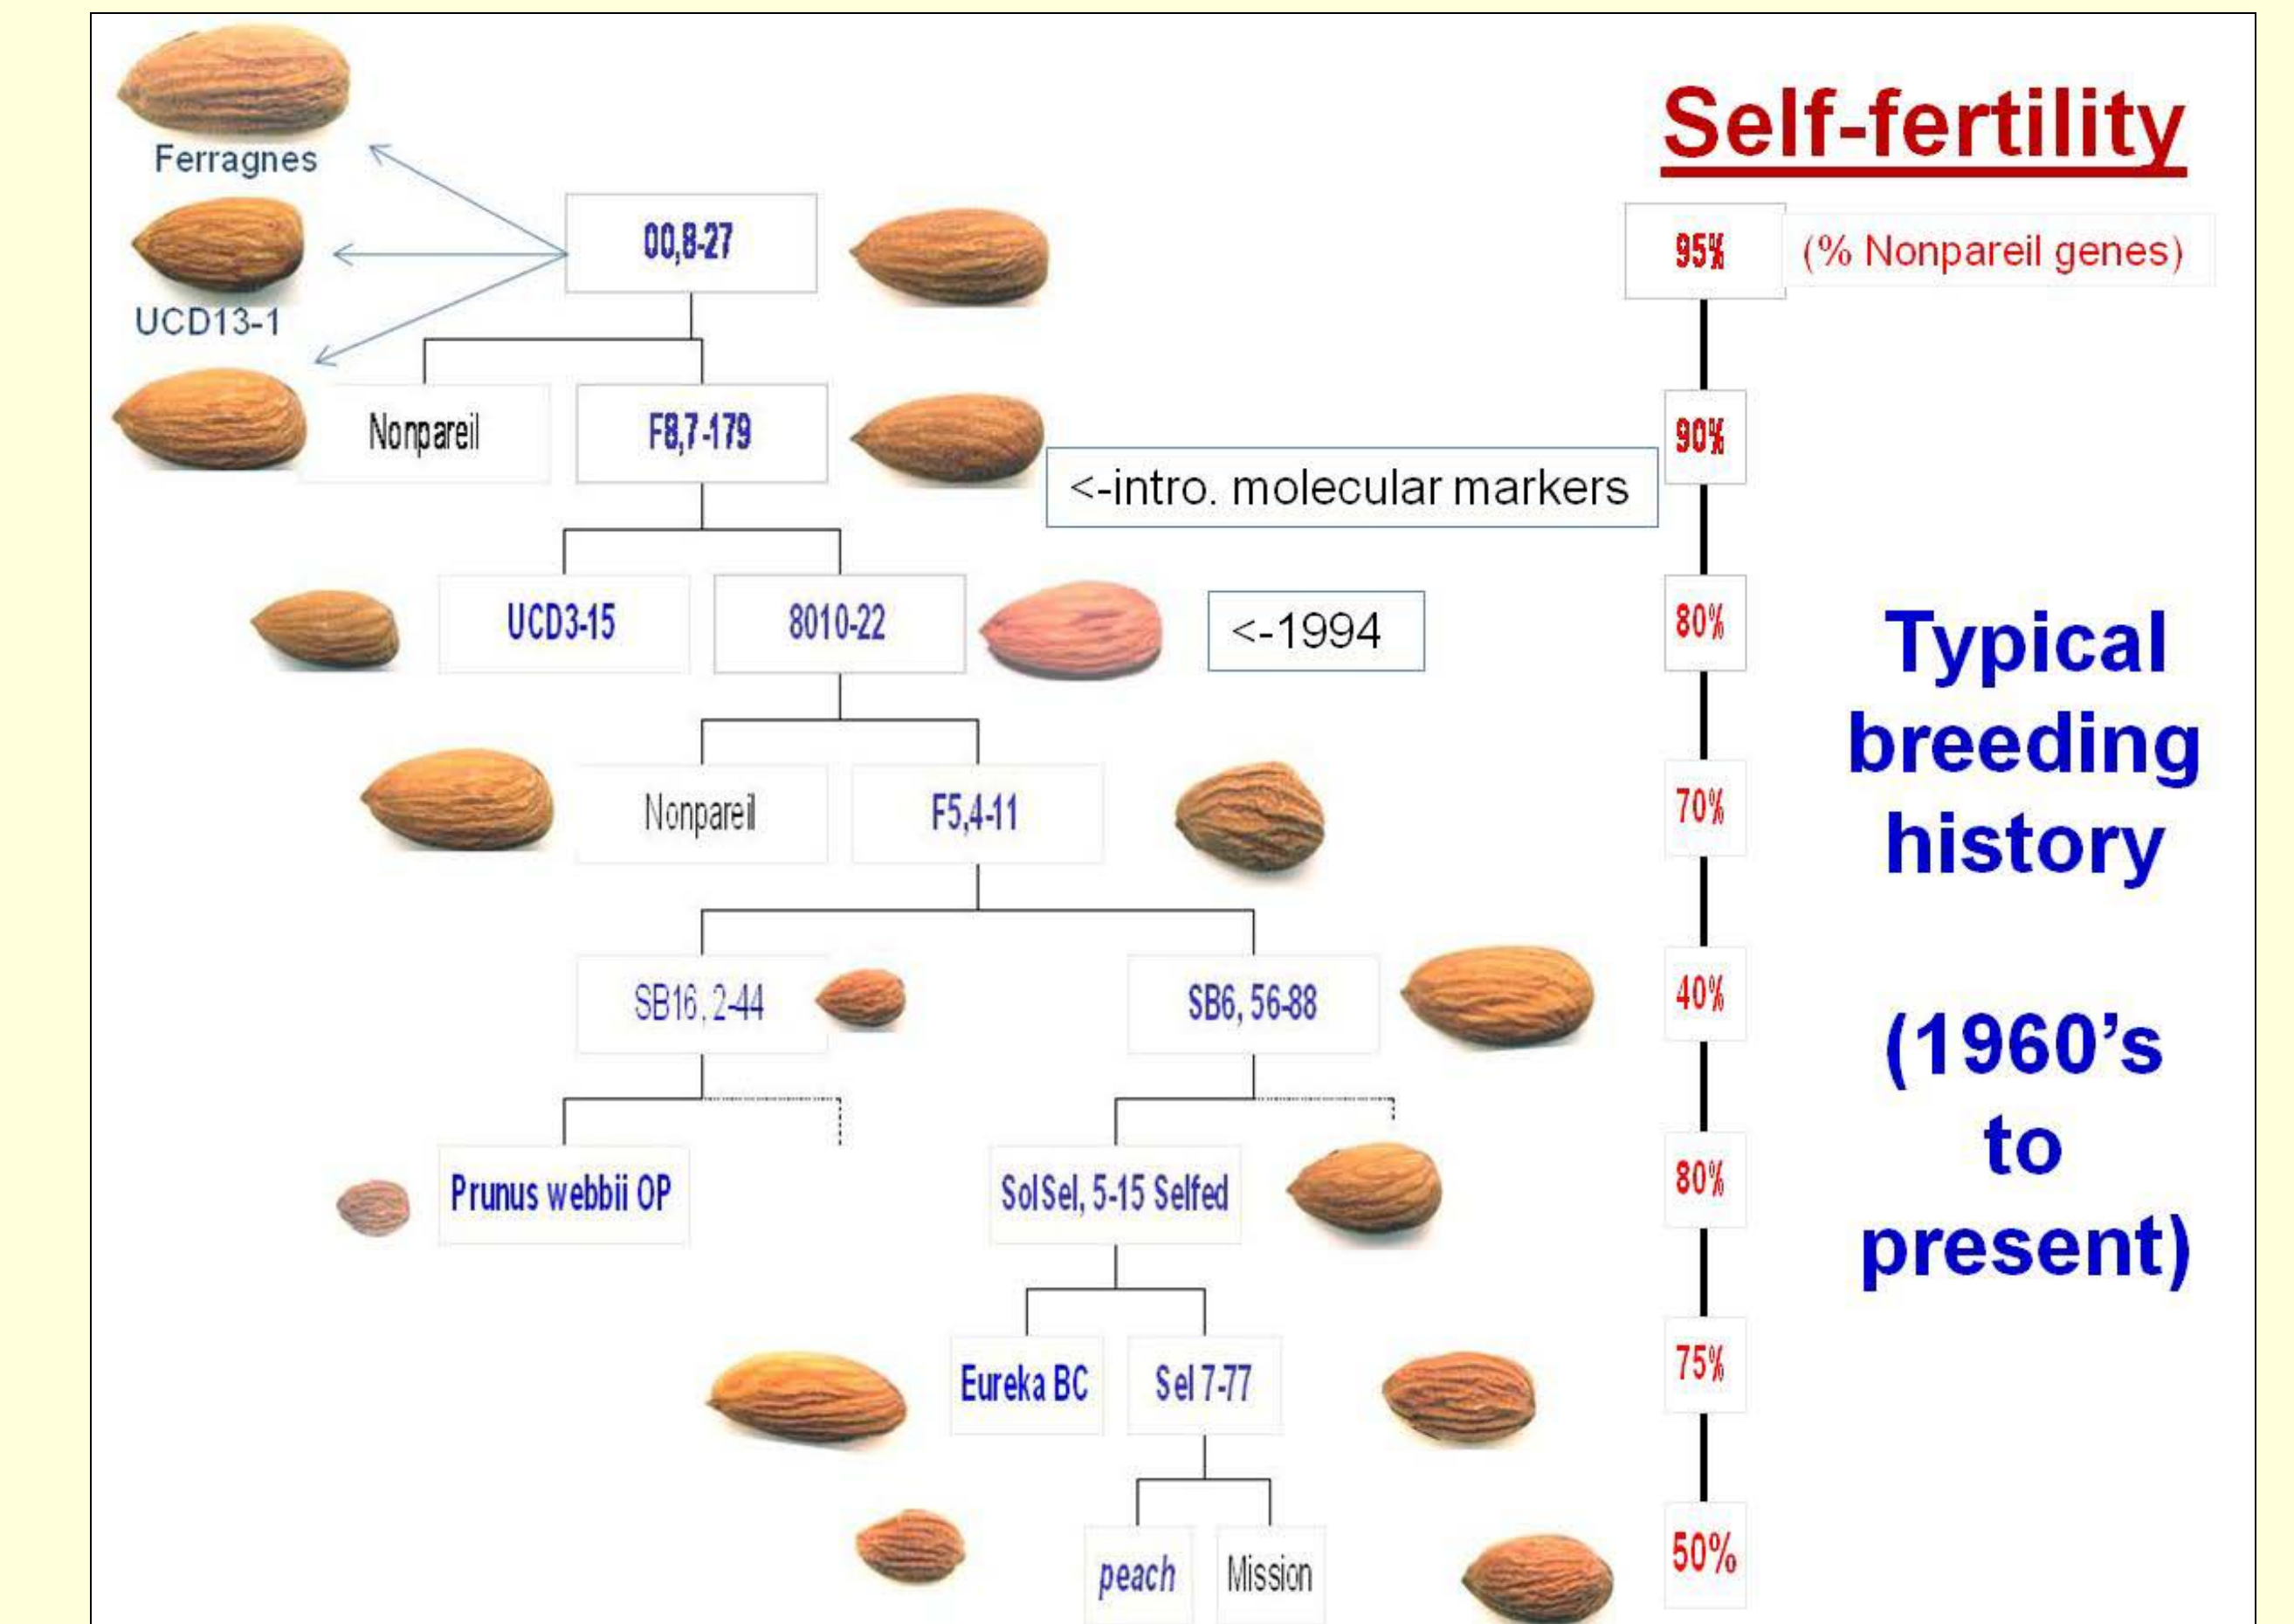 Self-fertility
Ferragnes
00,8-27
95%
(% Nonpareil genes)
UCD13-1
Nonpareil
F8,7-179
90%
<-intro. molecular markers
UCD3-15
8010-22
<-1994
80%
Typical
breeding
history
(1960's
to
present)
Nonpareil
F5,4-11
70%
SB16, 2-44
SB6, 56-88
40%
Prunus webbii OP
SolSel, 5-15 Selfed
80%
Eureka BC
Sel 7-77
75%
peach
Mission
50%